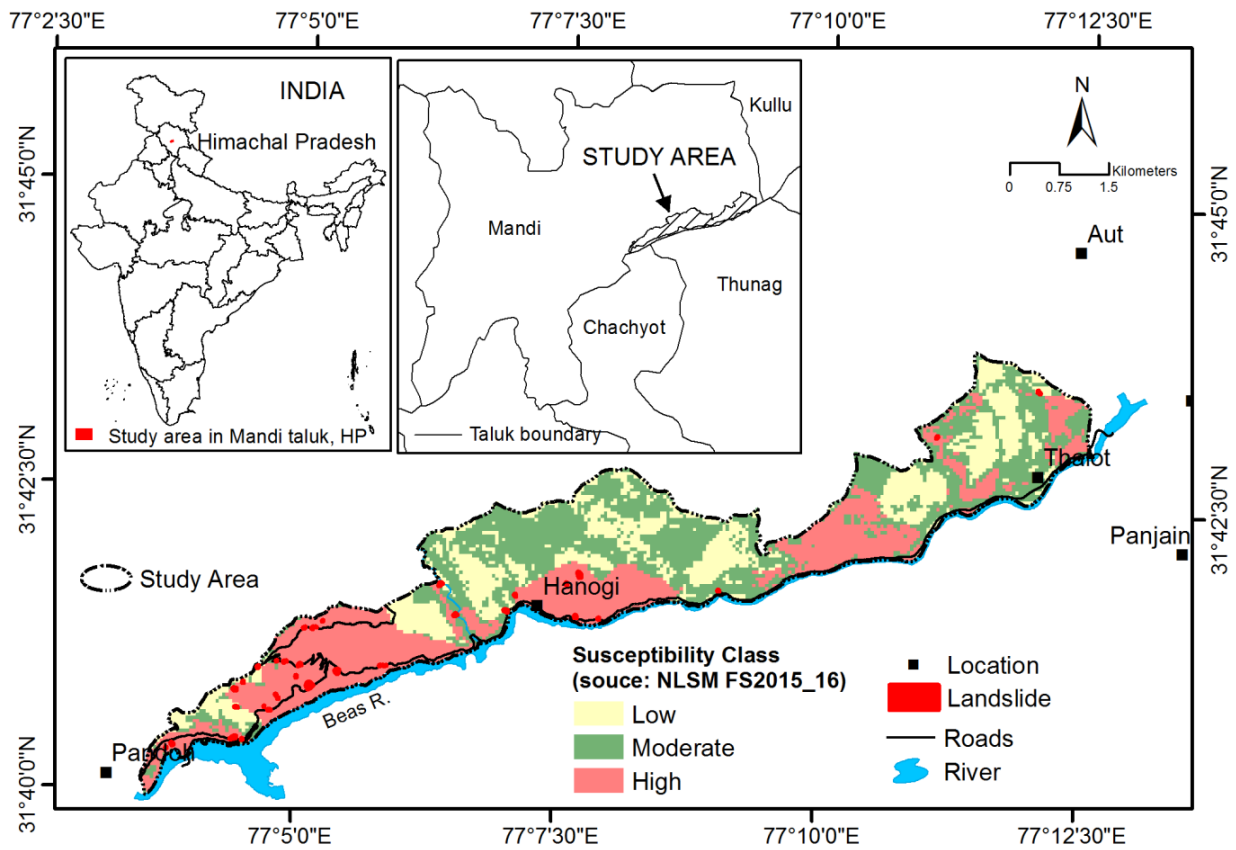 77°2'30"E
77°5'0"E
77°7'30"E
77°10'0"E
77°12'30"E
31°45'0"N
31°42'30"N
31°40'0"N
INDIA
Himachal Pradesh
Study area in Mandi taluk, HP
Kullu
STUDY AREA
Mandi
Thunag
Chachyot
Taluk boundary
N
Kilometers
0 0.75 1.5
Aut
31°45'0"N
Thalot
31°42'30"N
Panjain
Study Area
Hanogi
Beas R.
Pandoh
Susceptibility Class
(souce: NLSM FS2015_16)
Low
Moderate
High
Location
Landslide
Roads
River
77°5'0"E
77°7'30"E
77°10'0"E
77°12'30"E